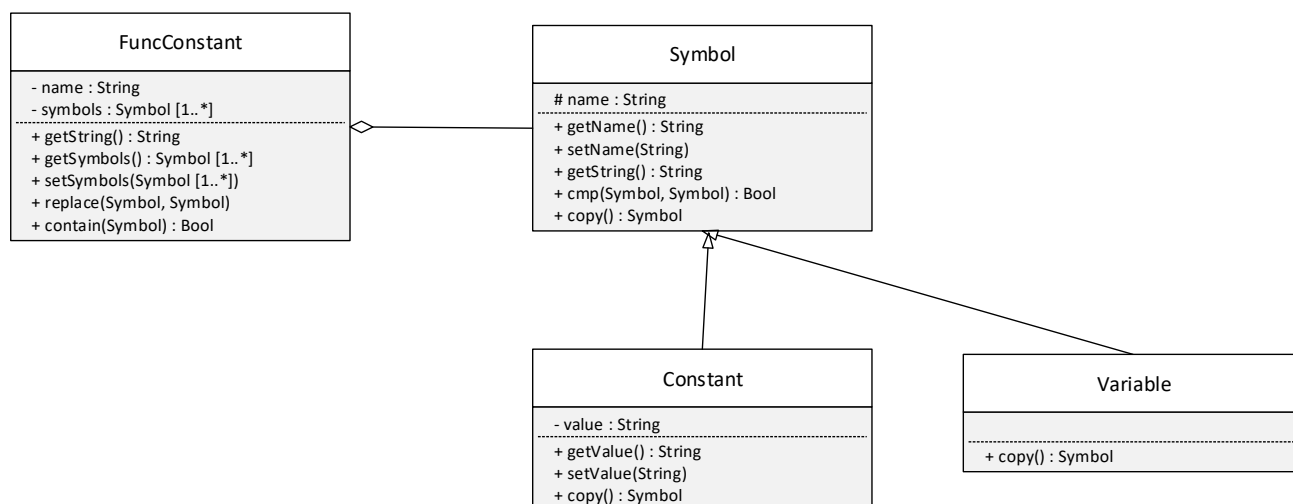 FuncConstant
- name : String
- symbols : Symbol [1..*]
+ getString() : String
+ getSymbols() : Symbol [1..*]
+ setSymbols(Symbol [1..*])
+ replace(Symbol, Symbol)
+ contain(Symbol) : Bool
Symbol
# name : String
+ getName() : String
+ setName(String)
+ getString() : String
+ cmp(Symbol, Symbol) : Bool
+ copy() : Symbol
Constant
- value : String
+ getValue() : String
+ setValue(String)
+ copy() : Symbol
Variable
+ copy() : Symbol